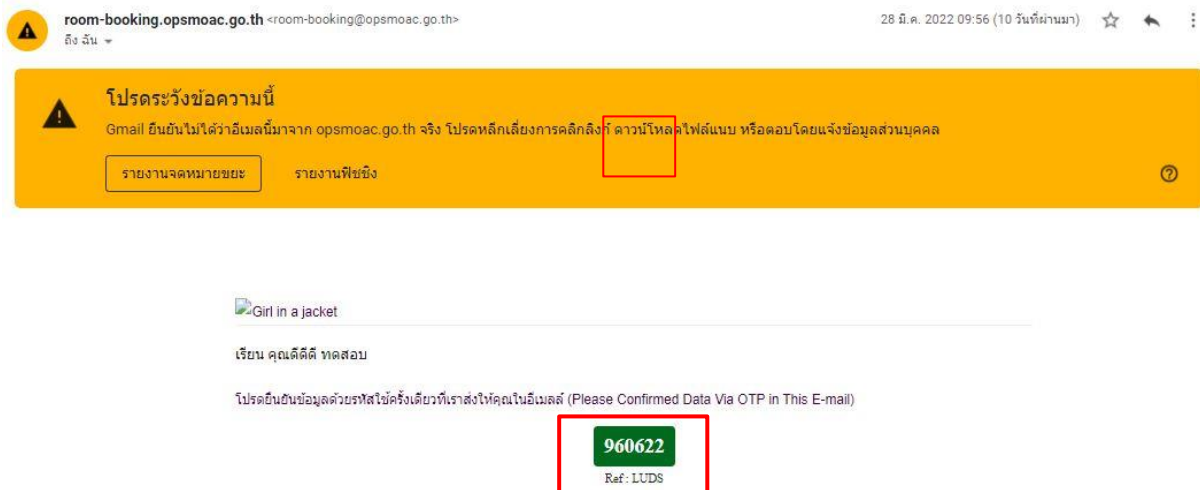 room-booking.opsmoac.go.th <room-booking@opsmoac.go.th>
28 มี.ค. 2022 09:56 (10 วันที่ผ่านมา)
ถึง ฉัน
โปรดระวังข้อความนี้
Gmail ยืนยันไม่ได้ว่าอีเมลนี้มาจาก opsmoac.go.th จริง โปรดหลีกเลี่ยงการคลิกลิงก์ ดาวน์โหลดไฟล์แนบ หรือตอบโดยแจ้งข้อมูลส่วนบุคคล
รายงานจดหมายขยะ รายงานฟิชชิง
Girl in a jacket
เรียน คุณดีดีดี ทดสอบ
โปรดยืนยันข้อมูลด้วยรหัสใช้ครั้งเดียวที่เราส่งให้คุณในอีเมลล์ (Please Confirmed Data Via OTP in This E-mail)
960622
Ref : LUDS